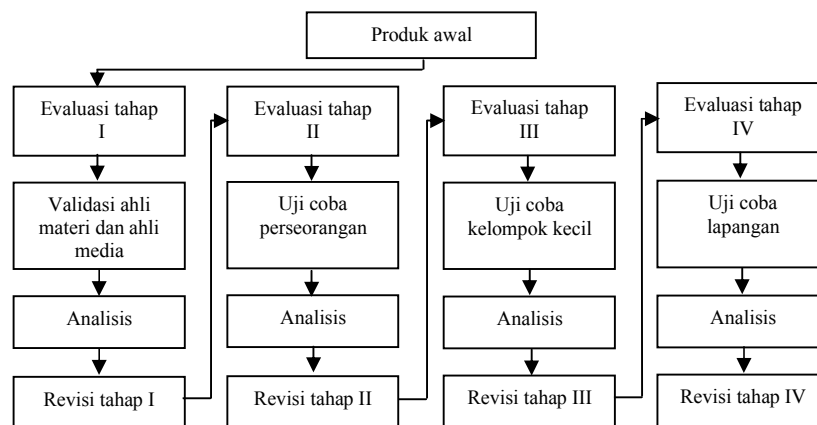 Produk awal
Evaluasi tahap
I
Validasi ahli
materi dan ahli
media
Analisis
Revisi tahap I
Evaluasi tahap
II
Uji coba
perseorangan
Analisis
Revisi tahap II
Evaluasi tahap
III
Uji coba
kelompok kecil
Analisis
Revisi tahap III
Evaluasi tahap
IV
Uji coba
lapangan
Analisis
Revisi tahap IV